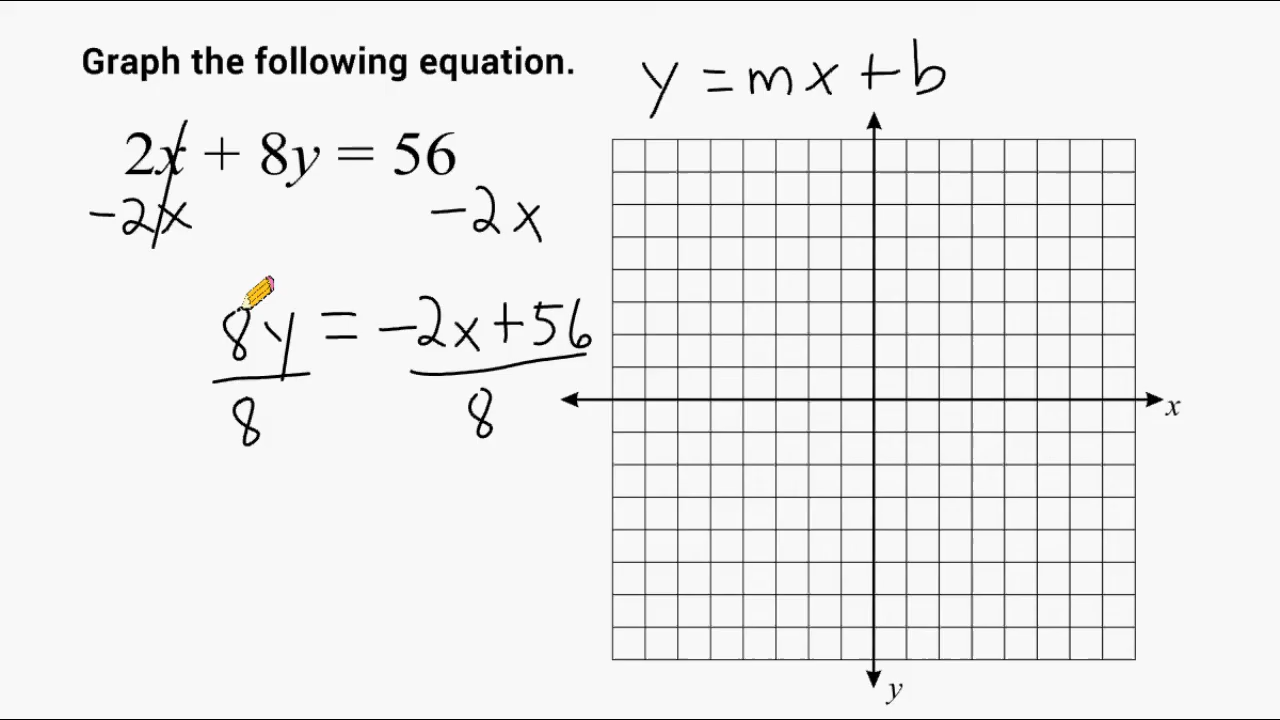 Graph the following equation.
y = mx + b
2x + 8y = 56
-2x -2x
8y = -2x+56
8 8
x
y